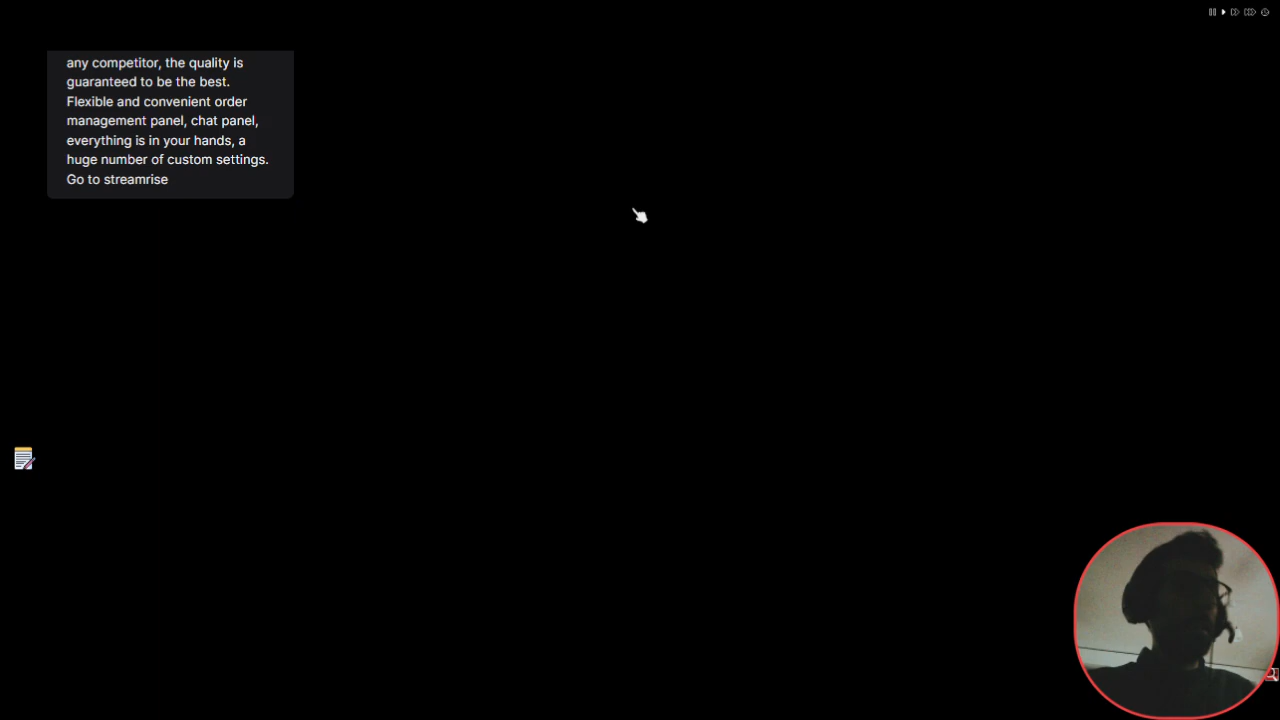 any competitor, the quality is
guaranteed to be the best.
Flexible and convenient order
management panel, chat panel,
everything is in your hands, a
huge number of custom settings.
Go to streamrise